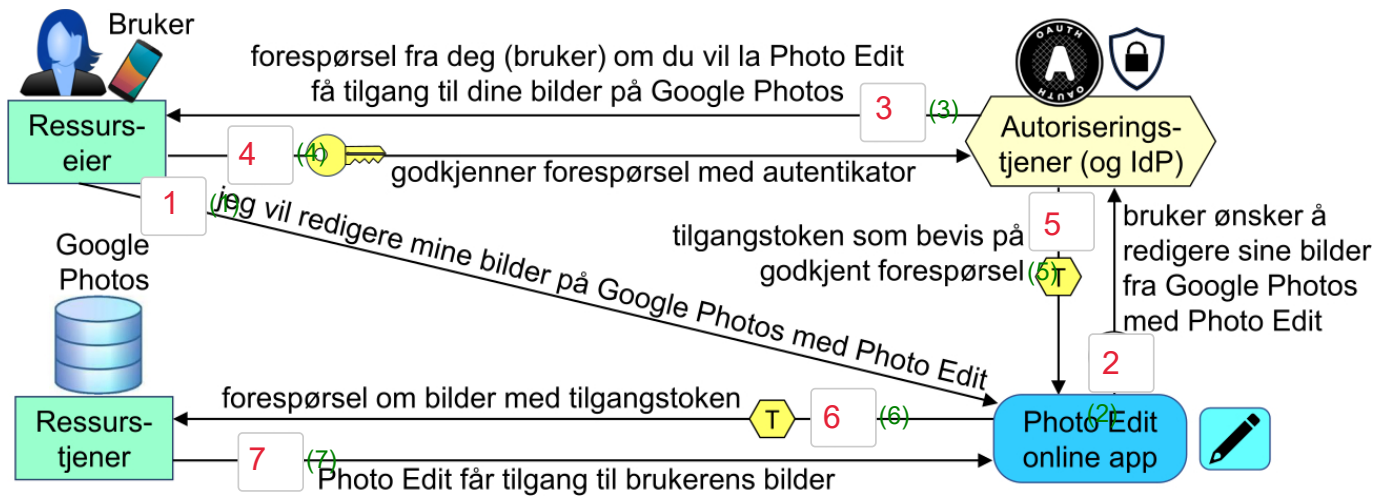 Bruker
forespørsel fra deg (bruker) om du vil la Photo Edit
få tilgang til dine bilder på Google Photos
3 (3)
OAUTH
A
OAUTH
Ressurs-
eier
Autoriserings-
tjener (og IdP)
4 (4)
godkjenner forespørsel med autentikator
1 (1)
jeg vil redigere mine bilder på Google Photos med Photo Edit
5
tilgangstoken som bevis på
godkjent forespørsel (5) T
bruker ønsker å
redigere sine bilder
fra Google Photos
med Photo Edit
2
(2)
Google
Photos
forespørsel om bilder med tilgangstoken
T 6 (6)
Ressurs-
tjener
7 (7)
Photo Edit får tilgang til brukerens bilder
Photo Edit
online app